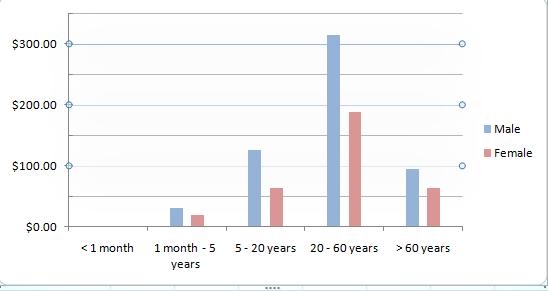 $300.00
$200.00
$100.00
$0.00
< 1 month
1 month - 5
years
5 - 20 years
20 - 60 years
> 60 years
Male
Female